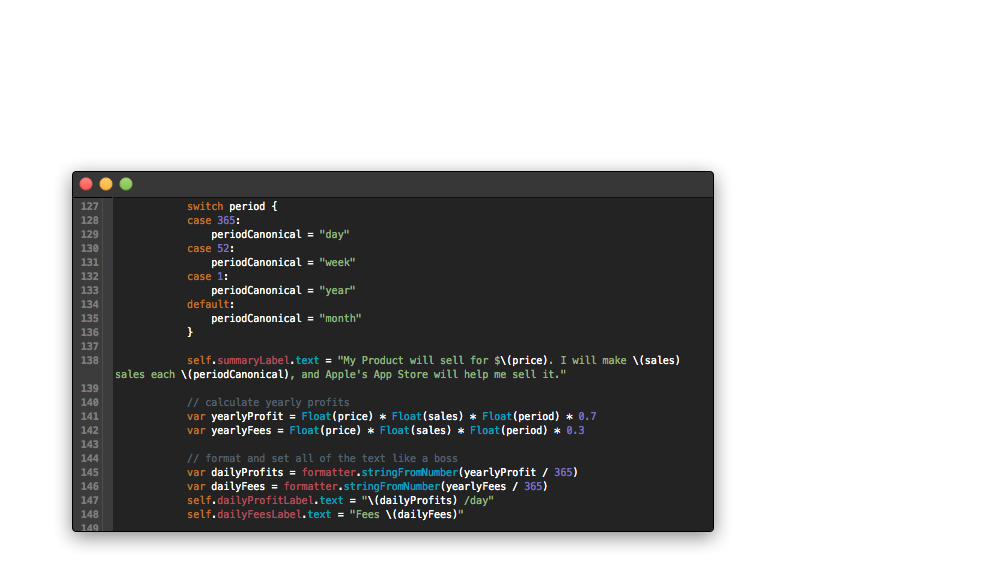 127 switch period {
128 case 365:
129 periodCanonical = "day"
130 case 52:
131 periodCanonical = "week"
132 case 1:
133 periodCanonical = "year"
134 default:
135 periodCanonical = "month"
136 }
137
138 self.summaryLabel.text = "My Product will sell for $\(price). I will make \(sales)
sales each \(periodCanonical), and Apple's App Store will help me sell it."
139
140 // calculate yearly profits
141 var yearlyProfit = Float(price) * Float(sales) * Float(period) * 0.7
142 var yearlyFees = Float(price) * Float(sales) * Float(period) * 0.3
143
144 // format and set all of the text like a boss
145 var dailyProfits = formatter.stringFromNumber(yearlyProfit / 365)
146 var dailyFees = formatter.stringFromNumber(yearlyFees / 365)
147 self.dailyProfitLabel.text = "\(dailyProfits) /day"
148 self.dailyFeesLabel.text = "Fees \(dailyFees)"
149